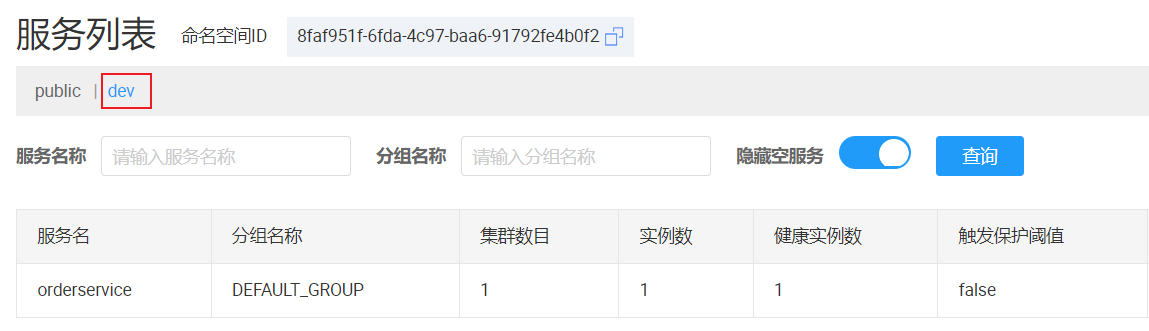 服务列表 命名空间ID 8faf951f-6fda-4c97-baa6-91792fe4b0f2
public | dev
服务名称 请输入服务名称 分组名称 请输入分组名称 隐藏空服务 查询
服务名 分组名称 集群数目 实例数 健康实例数 触发保护阈值
orderservice DEFAULT_GROUP 1 1 1 false